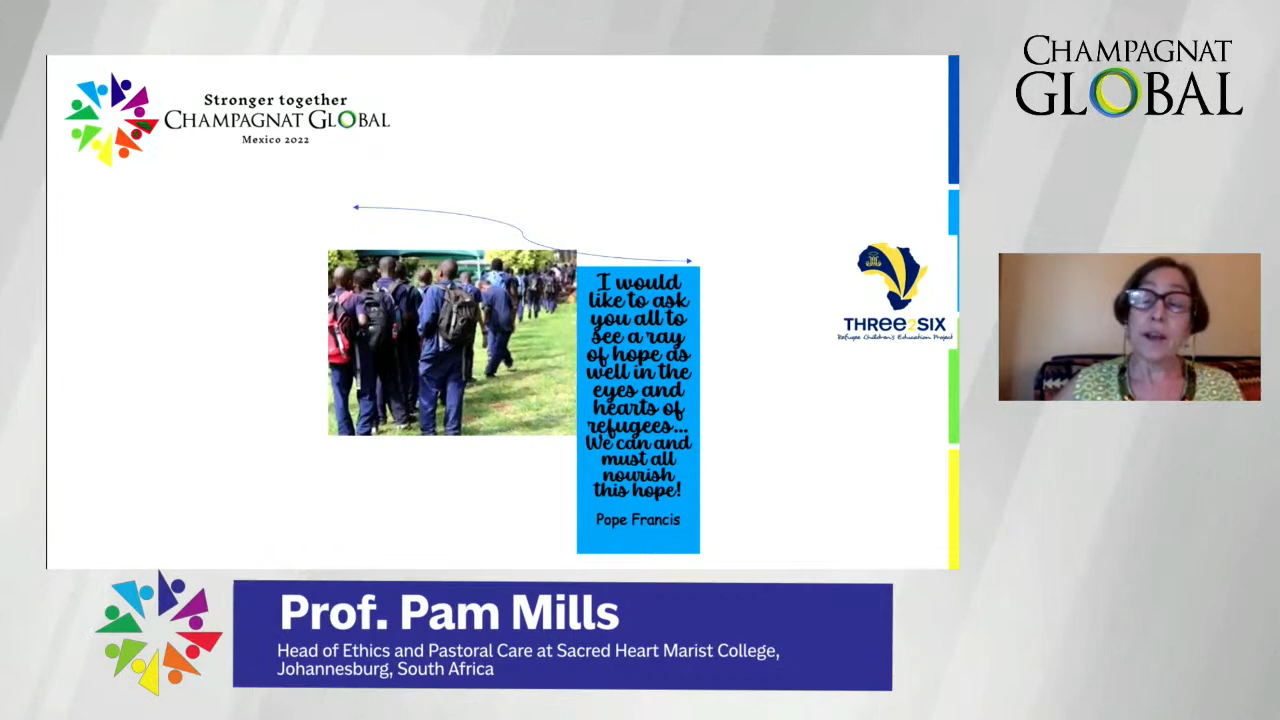 Stronger together
CHAMPAGNAT GLOBAL
Mexico 2022
CHAMPAGNAT
GLOBAL
I would
like to ask
you all to
see a ray
of hope as
well in the
eyes and
hearts of
refugees...
We can and
must all
nourish
this hope!
Pope Francis
THREE2SIX
Refugee Children's Education Project
Prof. Pam Mills
Head of Ethics and Pastoral Care at Sacred Heart Marist College,
Johannesburg, South Africa